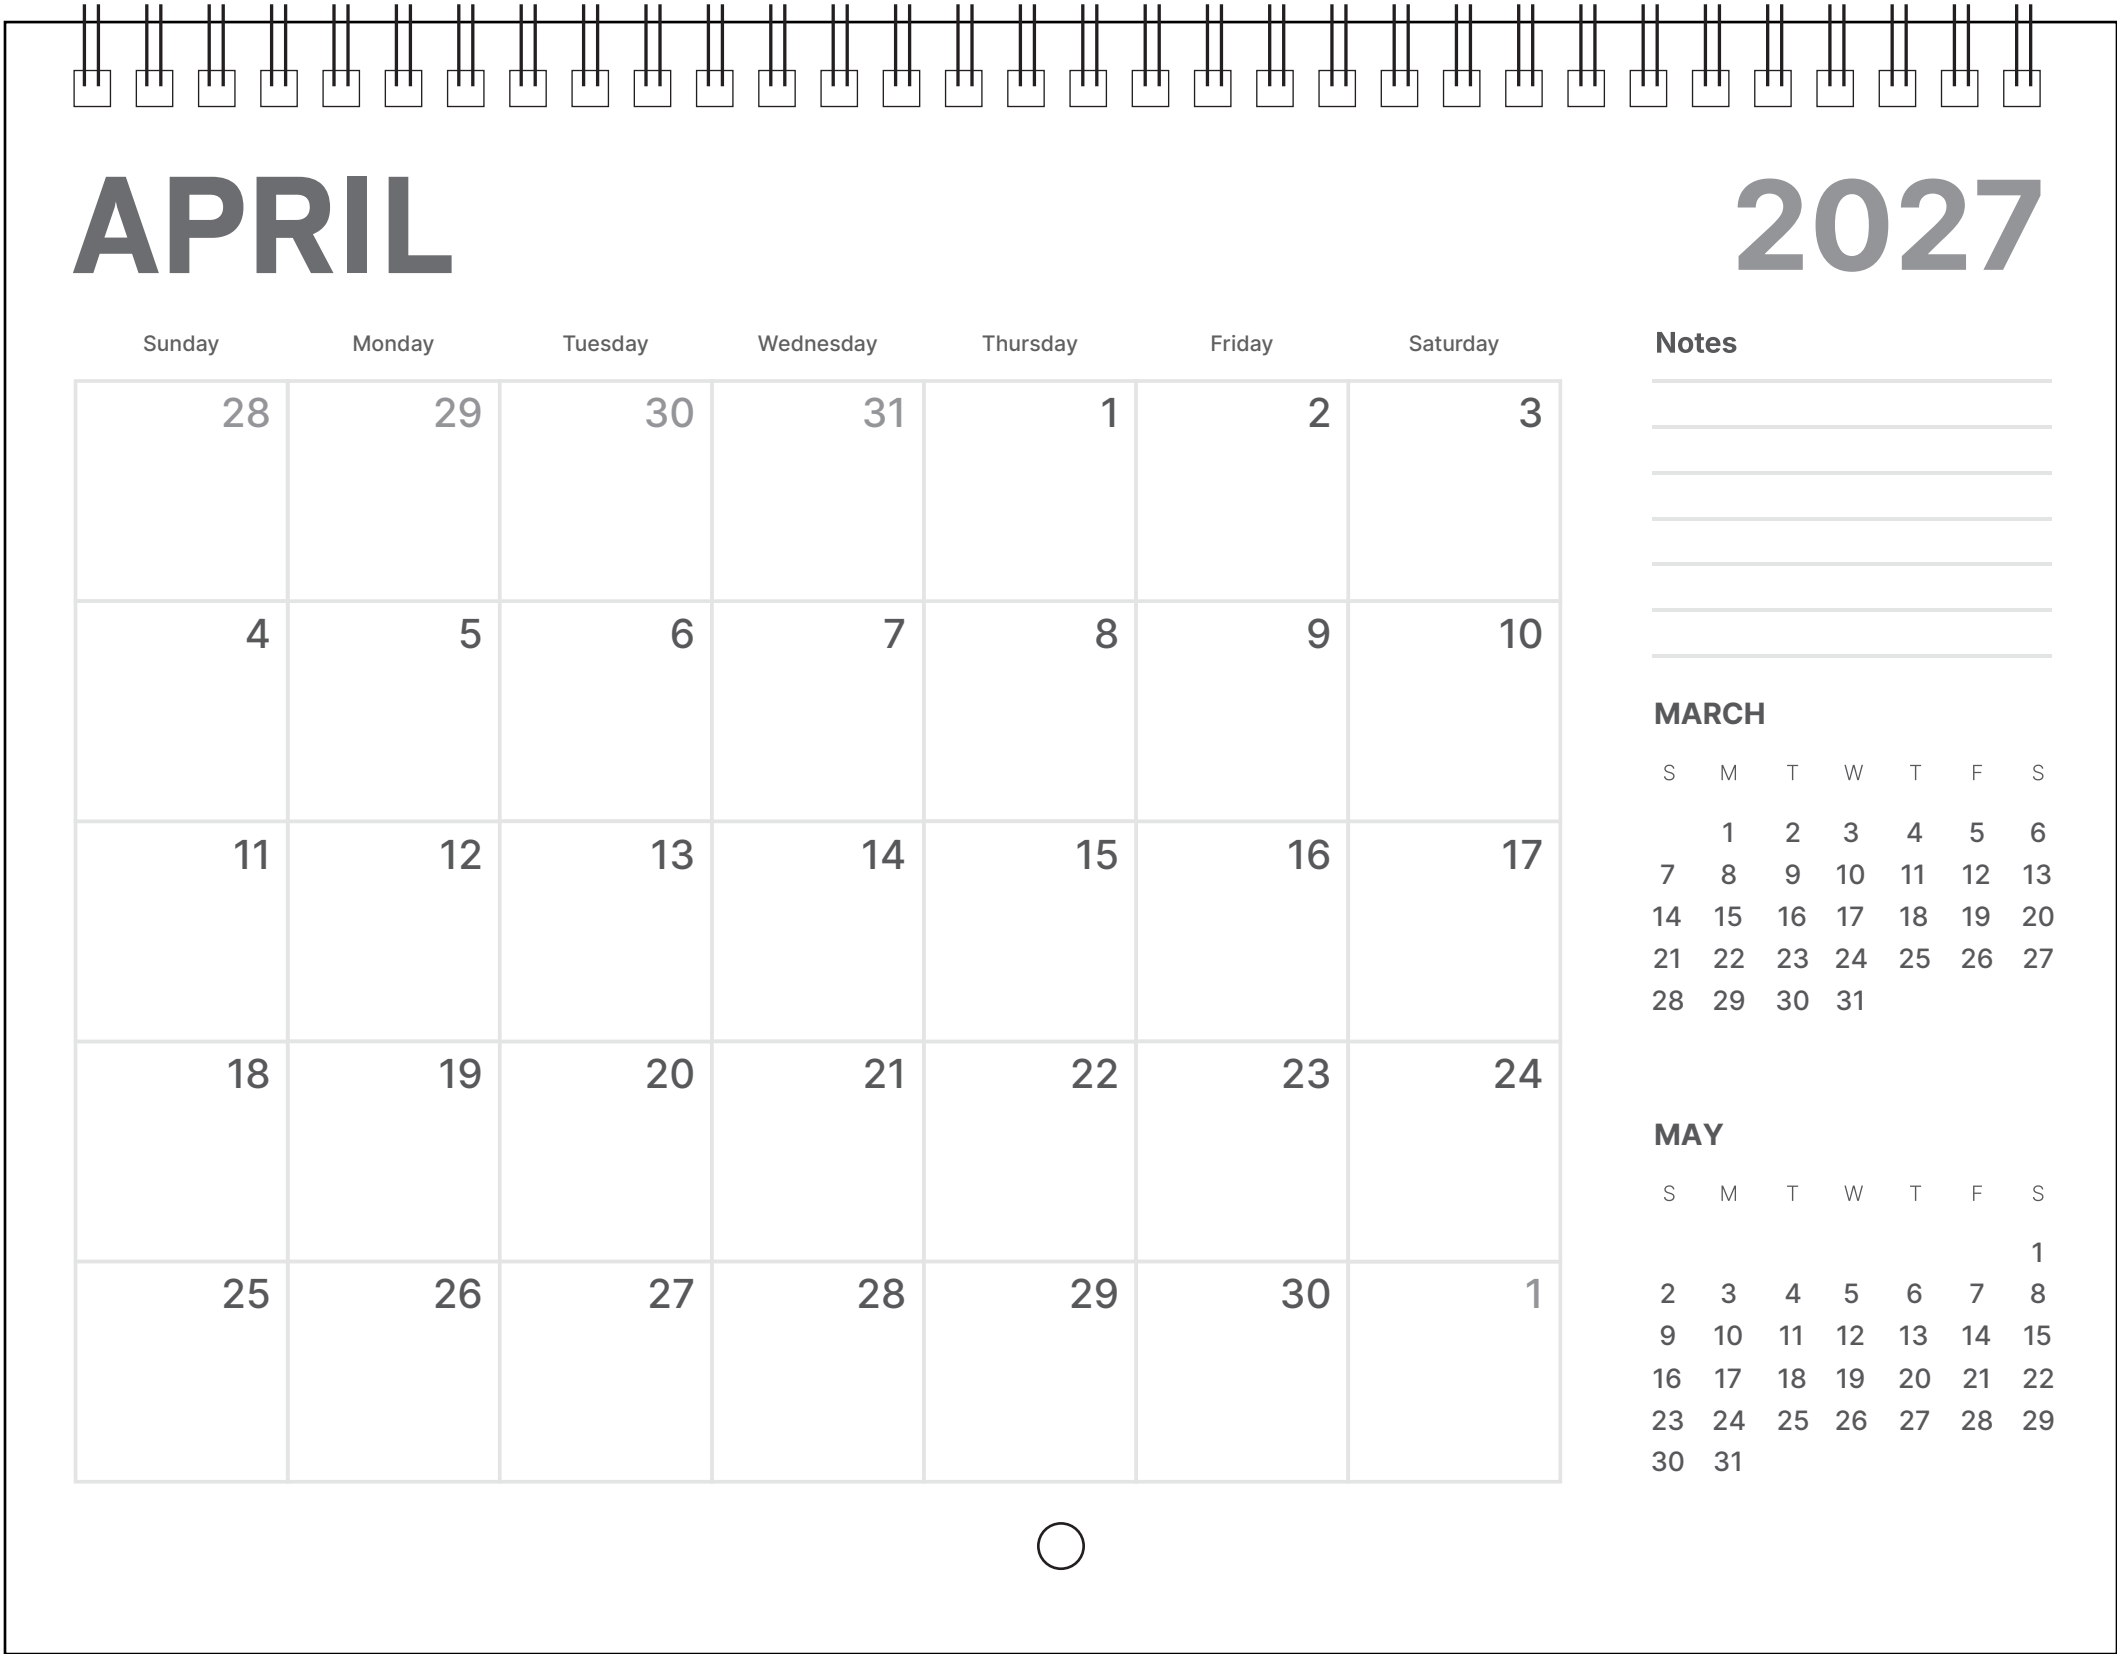 APRIL 2027
Sunday Monday Tuesday Wednesday Thursday Friday Saturday
28 29 30 31 1 2 3
4 5 6 7 8 9 10
11 12 13 14 15 16 17
18 19 20 21 22 23 24
25 26 27 28 29 30 1
Notes
MARCH
S M T W T F S
1 2 3 4 5 6
7 8 9 10 11 12 13
14 15 16 17 18 19 20
21 22 23 24 25 26 27
28 29 30 31
MAY
S M T W T F S
1
2 3 4 5 6 7 8
9 10 11 12 13 14 15
16 17 18 19 20 21 22
23 24 25 26 27 28 29
30 31